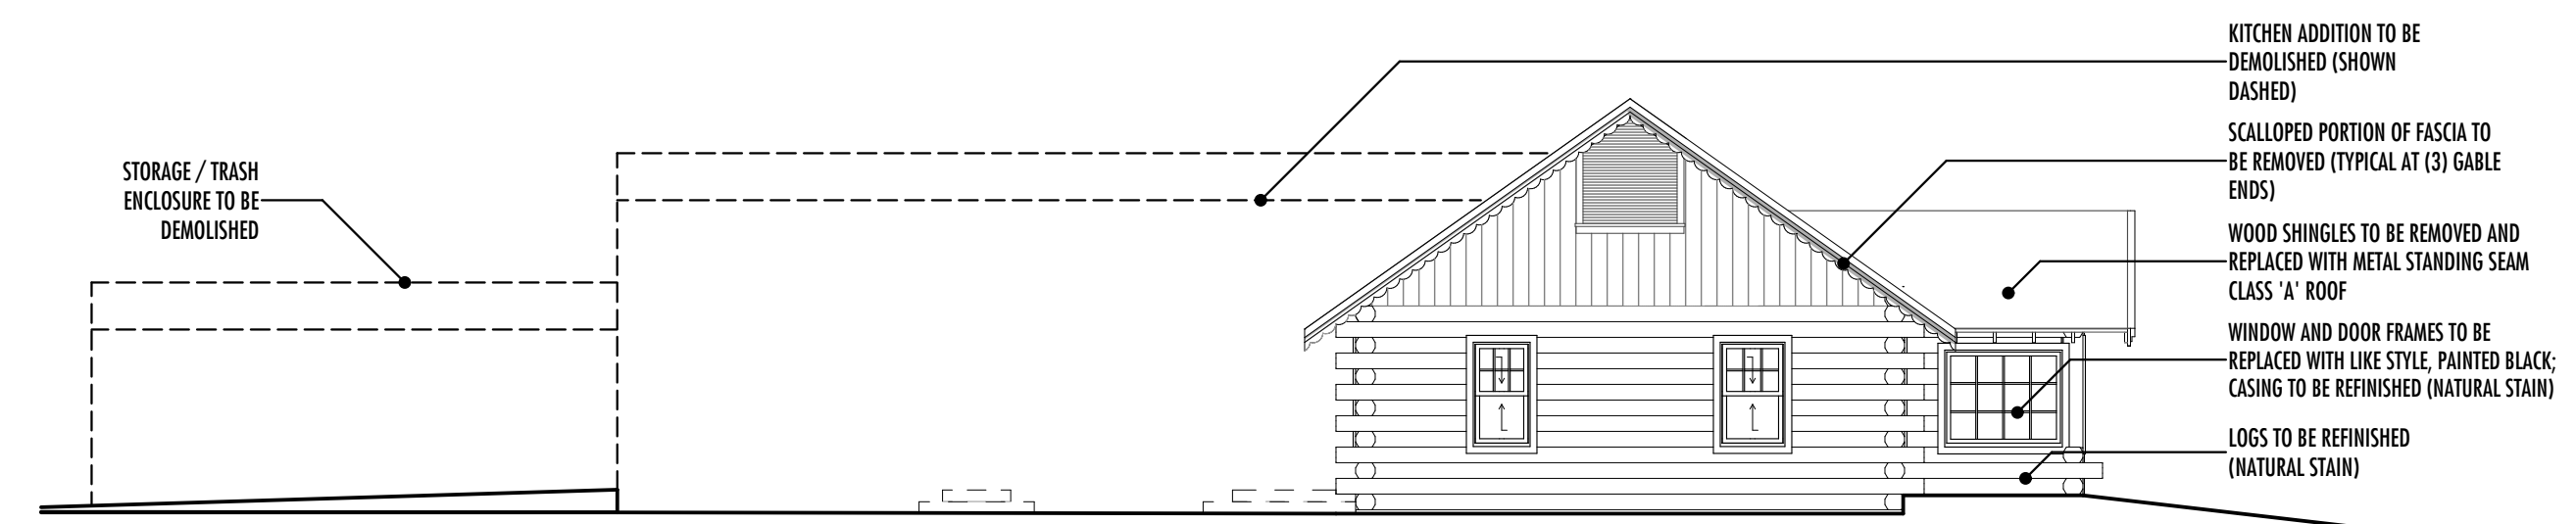 STORAGE / TRASH
ENCLOSURE TO BE
DEMOLISHED
KITCHEN ADDITION TO BE
DEMOLISHED (SHOWN
DASHED)
SCALLOPED PORTION OF FASCIA TO
BE REMOVED (TYPICAL AT (3) GABLE
ENDS)
WOOD SHINGLES TO BE REMOVED AND
REPLACED WITH METAL STANDING SEAM
CLASS 'A' ROOF
WINDOW AND DOOR FRAMES TO BE
REPLACED WITH LIKE STYLE, PAINTED BLACK;
CASING TO BE REFINISHED (NATURAL STAIN)
LOGS TO BE REFINISHED
(NATURAL STAIN)